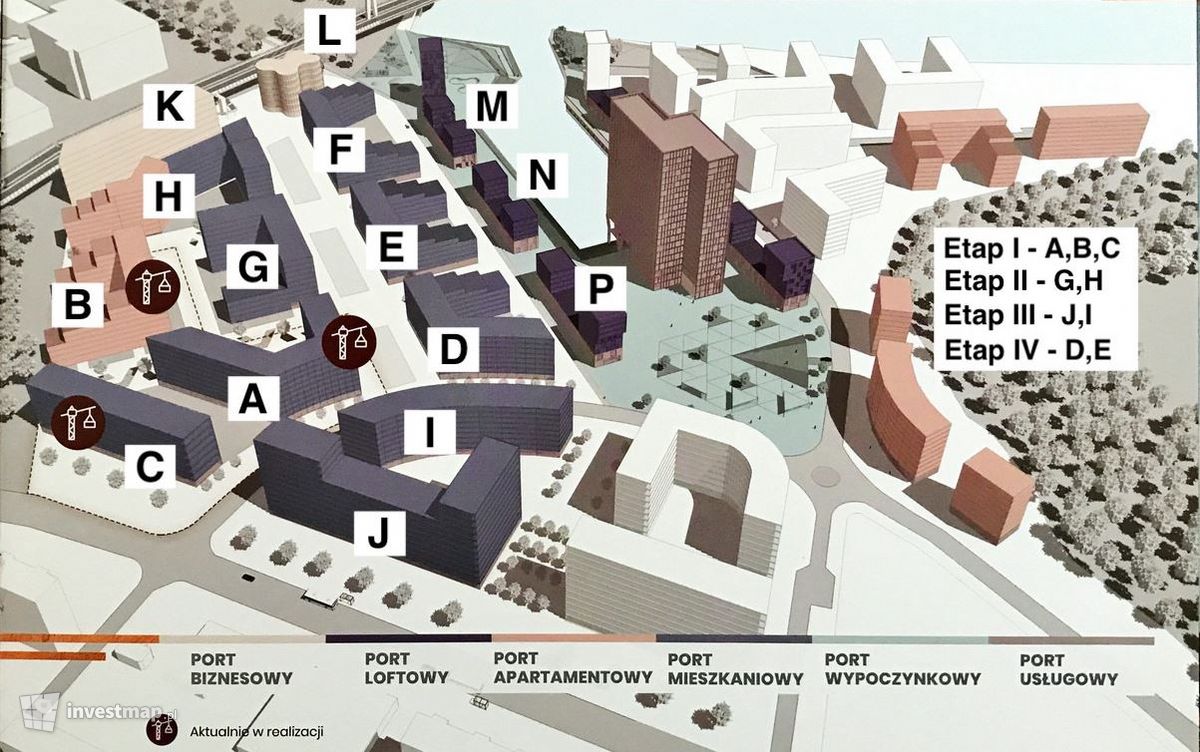 L
K
M
F
N
H
E
G
P
B
D
A
I
C
J
Etap I - A,B,C
Etap II - G,H
Etap III - J,I
Etap IV - D,E
PORT
BIZNESOWY
PORT
LOFTOWY
PORT
APARTAMENTOWY
PORT
MIESZKANIOWY
PORT
WYPOCZYNKOWY
PORT
USŁUGOWY
investmap.pl
Aktualnie w realizacji